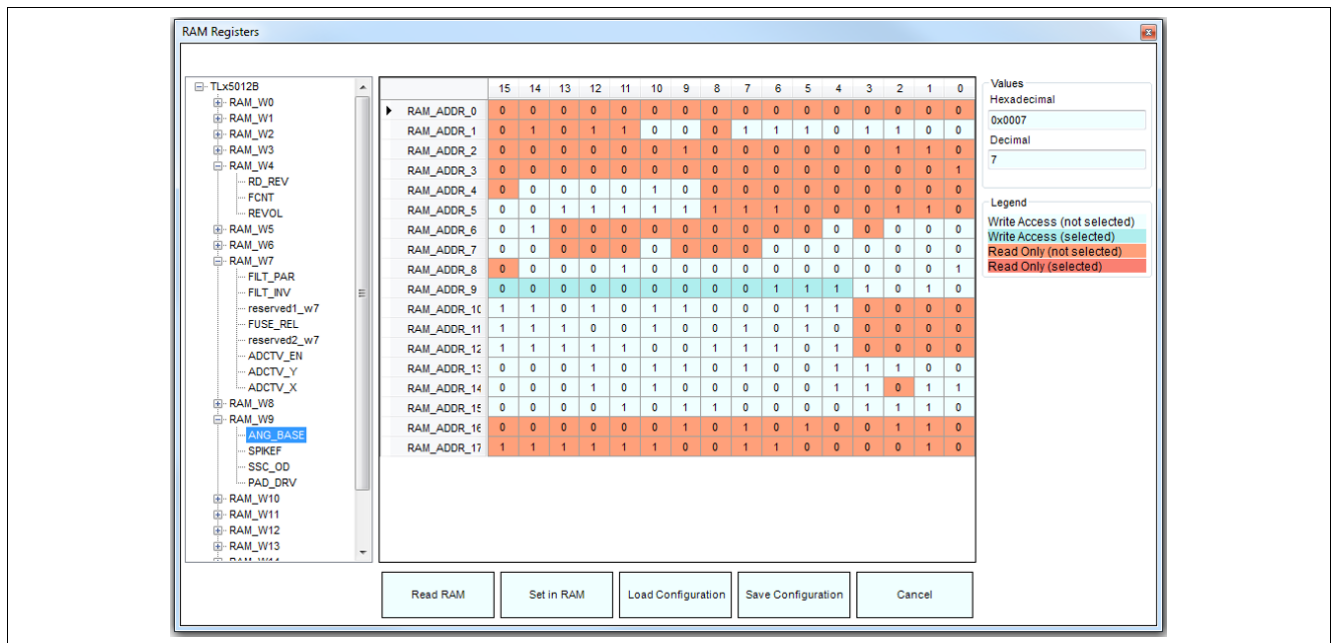 RAM Registers
TLx5012B
RAM_W0
RAM_W1
RAM_W2
RAM_W3
RAM_W4
RD_REV
FCNT
REVOL
RAM_W5
RAM_W6
RAM_W7
FILT_PAR
FILT_INV
reserved1_w7
FUSE_REL
reserved2_w7
ADCTV_EN
ADCTV_Y
ADCTV_X
RAM_W8
RAM_W9
ANG_BASE
SPIKEF
SSC_OD
PAD_DRV
RAM_W10
RAM_W11
RAM_W12
RAM_W13
15 14 13 12 11 10 9 8 7 6 5 4 3 2 1 0
RAM_ADDR_0 0 0 0 0 0 0 0 0 0 0 0 0 0 0 0 0
RAM_ADDR_1 0 1 0 1 1 0 0 0 1 1 1 0 1 1 0 0
RAM_ADDR_2 0 0 0 0 0 0 1 0 0 0 0 0 0 1 1 0
RAM_ADDR_3 0 0 0 0 0 0 0 0 0 0 0 0 0 0 0 1
RAM_ADDR_4 0 0 0 0 0 1 0 0 0 0 0 0 0 0 0 0
RAM_ADDR_5 0 0 1 1 1 1 1 1 1 1 0 0 0 1 1 0
RAM_ADDR_6 0 1 0 0 0 0 0 0 0 0 0 0 0 0 0 0
RAM_ADDR_7 0 0 0 0 0 0 0 0 0 0 0 0 0 0 0 0
RAM_ADDR_8 0 0 0 0 1 0 0 0 0 0 0 0 0 0 0 1
RAM_ADDR_9 0 0 0 0 0 0 0 0 0 1 1 1 1 0 1 0
RAM_ADDR_10 1 1 0 1 0 1 1 0 0 0 1 1 0 0 0 0
RAM_ADDR_11 1 1 1 0 0 1 0 0 1 0 1 0 0 0 0 0
RAM_ADDR_12 1 1 1 1 1 0 0 1 1 1 0 1 0 0 0 0
RAM_ADDR_13 0 0 0 1 0 1 1 0 1 0 0 1 1 1 0 0
RAM_ADDR_14 0 0 0 1 0 1 0 0 0 0 0 1 1 0 1 1
RAM_ADDR_15 0 0 0 0 1 0 1 1 0 0 0 0 1 1 1 0
RAM_ADDR_16 0 0 0 0 0 0 1 0 1 0 1 0 0 1 1 0
RAM_ADDR_17 1 1 1 1 1 1 0 0 1 1 0 0 0 0 1 0
Values
Hexadecimal
0x0007
Decimal
7
Legend
Write Access (not selected)
Write Access (selected)
Read Only (not selected)
Read Only (selected)
Read RAM
Set in RAM
Load Configuration
Save Configuration
Cancel